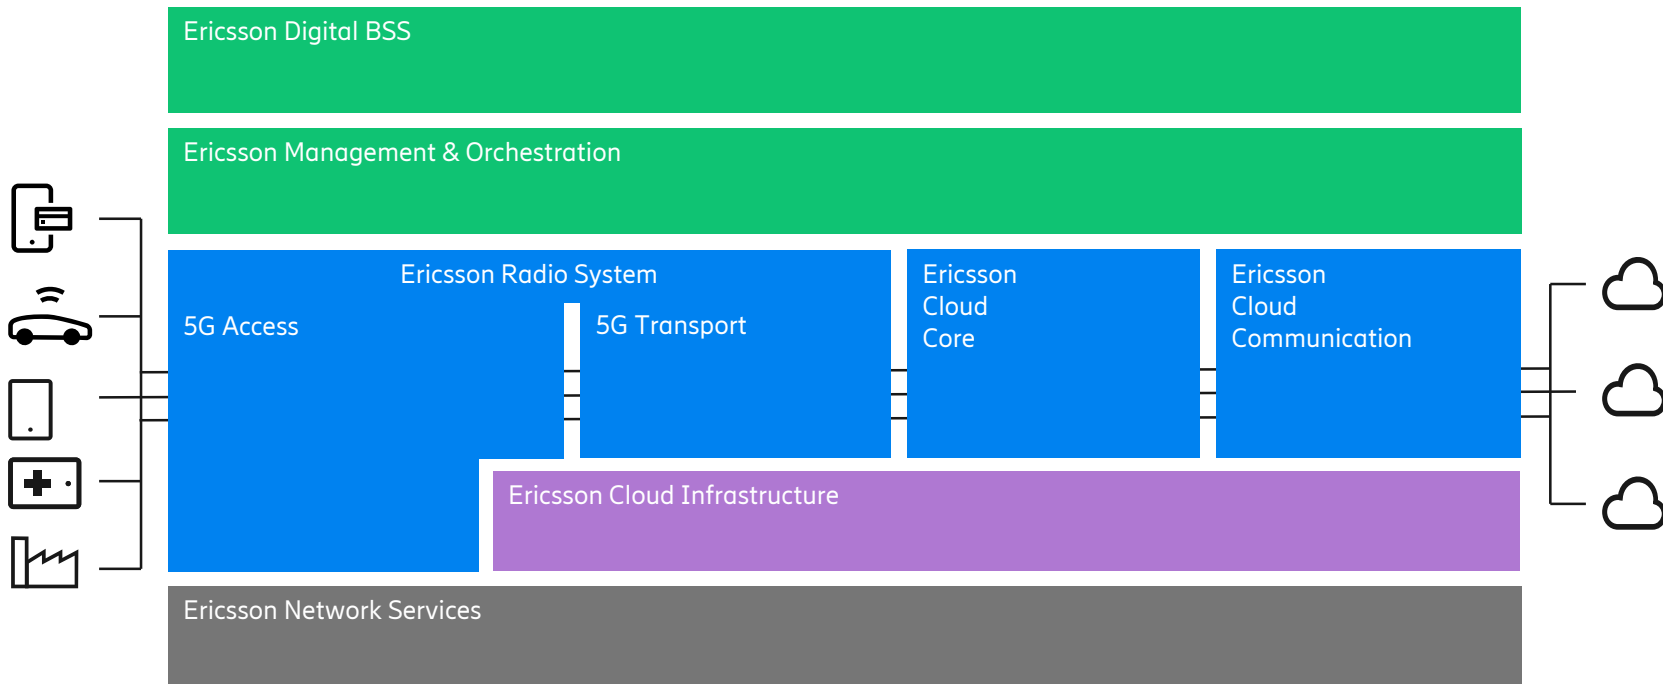 Ericsson Digital BSS
Ericsson Management & Orchestration
Ericsson Radio System
5G Access
5G Transport
Ericsson
Cloud
Core
Ericsson
Cloud
Communication
Ericsson Cloud Infrastructure
Ericsson Network Services